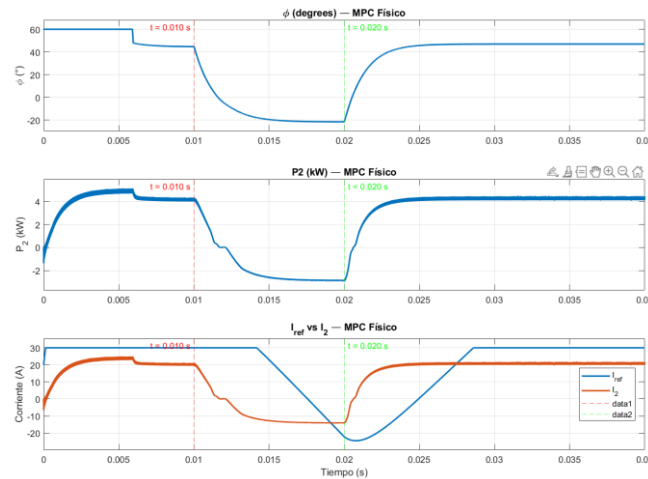 φ (degrees) — MPC Físico
t = 0.010 s
t = 0.020 s
φ (°)
60
40
20
0
-20
0
0.005
0.01
0.015
0.02
0.025
0.03
0.035
0.04
P2 (kW) — MPC Físico
t = 0.010 s
t = 0.020 s
P2 (kW)
4
2
0
-2
0
0.005
0.01
0.015
0.02
0.025
0.03
0.035
0.0
Iref vs I2 — MPC Físico
t = 0.010 s
t = 0.020 s
Corriente (A)
30
20
10
0
-10
-20
Iref
I2
data1
data2
0
0.005
0.01
0.015
0.02
0.025
0.03
0.035
0.0
Tiempo (s)